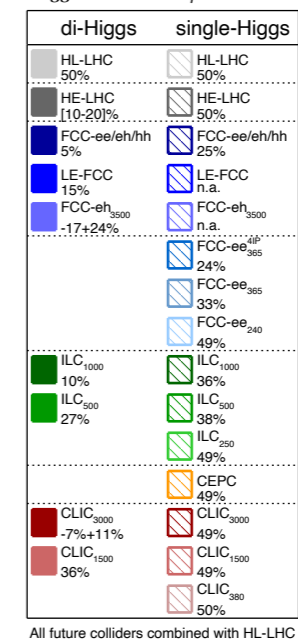 di-Higgs single-Higgs
HL-LHC HL-LHC
50% 50%
HE-LHC HE-LHC
[10-20]% 50%
FCC-ee/eh/hh FCC-ee/eh/hh
5% 25%
LE-FCC LE-FCC
15% n.a.
FCC-eh3500 FCC-eh3500
-17+24% n.a.
FCC-ee4IP365
24%
FCC-ee365
33%
FCC-ee240
49%
ILC1000 ILC1000
10% 36%
ILC500 ILC500
27% 38%
ILC250
49%
CEPC
49%
CLIC3000 CLIC3000
-7%+11% 49%
CLIC1500 CLIC1500
36% 49%
CLIC380
50%
All future colliders combined with HL-LHC